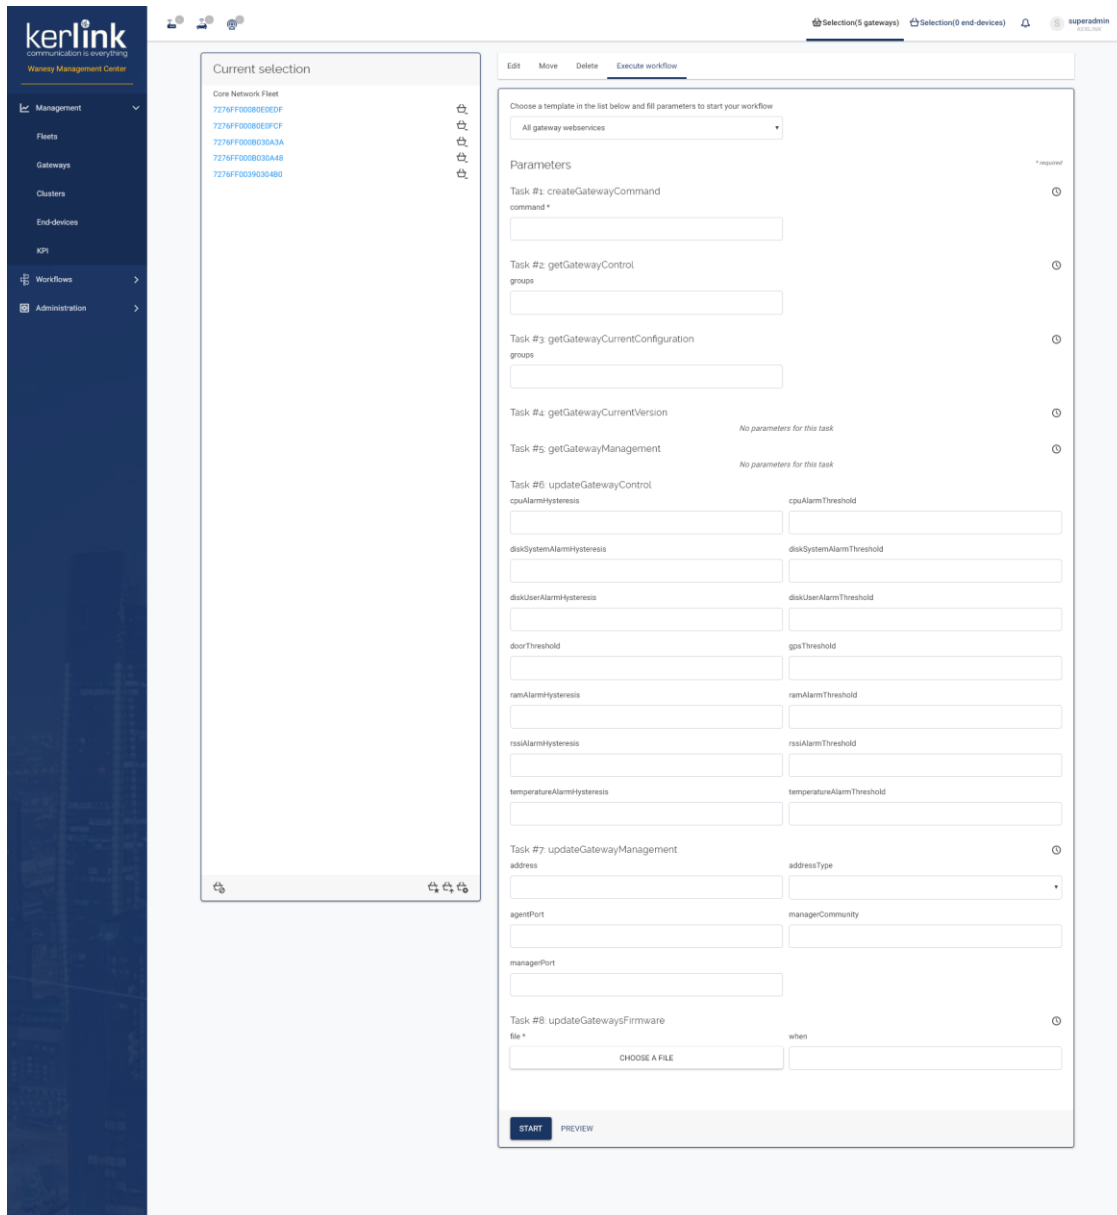 kerlink
communication is everything
Wanesy Management Center
Management
Fleets
Gateways
Clusters
End-devices
KPI
Workflows
Administration
Selection(5 gateways)
Selection(0 end-devices)
S
superadmin
KERLINK
Current selection
Core Network Fleet
7276FF00080E0EDF
7276FF00080E0FCF
7276FF000B030A3A
7276FF000B030A48
7276FF00390304B0
Edit Move Delete Execute workflow
Choose a template in the list below and fill parameters to start your workflow
All gateway webservices
Parameters
* required
Task #1: createGatewayCommand
command *
Task #2: getGatewayControl
groups
Task #3: getGatewayCurrentConfiguration
groups
Task #4: getGatewayCurrentVersion
No parameters for this task
Task #5: getGatewayManagement
No parameters for this task
Task #6: updateGatewayControl
cpuAlarmHysteresis cpuAlarmThreshold
diskSystemAlarmHysteresis diskSystemAlarmThreshold
diskUserAlarmHysteresis diskUserAlarmThreshold
doorThreshold gpsThreshold
ramAlarmHysteresis ramAlarmThreshold
rssiAlarmHysteresis rssiAlarmThreshold
temperatureAlarmHysteresis temperatureAlarmThreshold
Task #7: updateGatewayManagement
address addressType
agentPort managerCommunity
managerPort
Task #8: updateGatewaysFirmware
file * when
CHOOSE A FILE
START PREVIEW